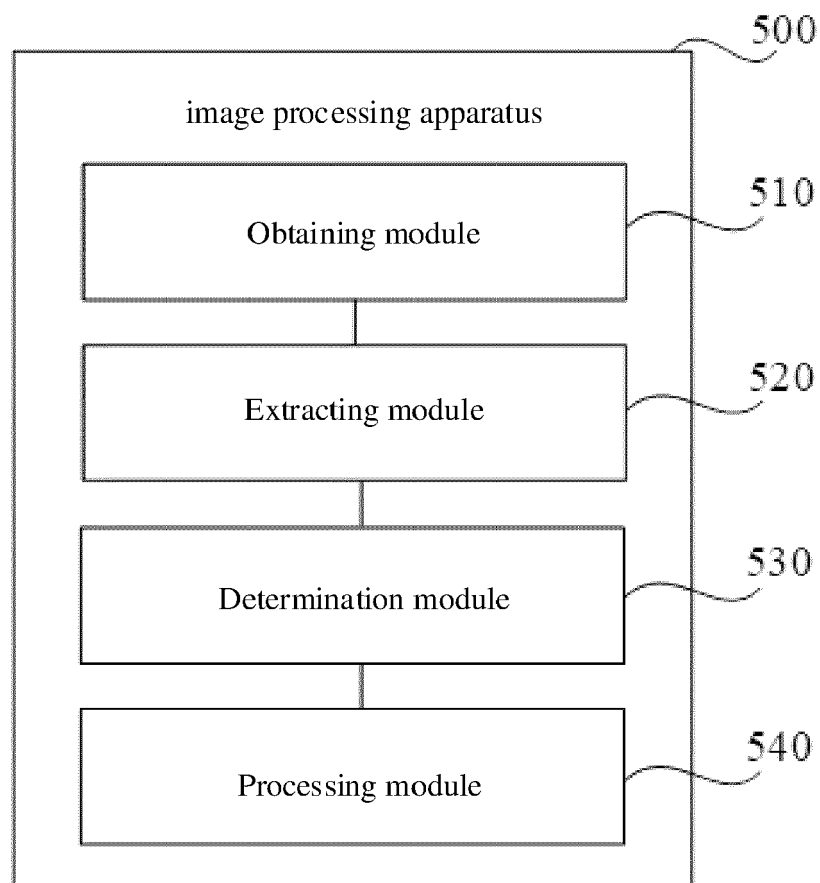 500
image processing apparatus
510
Obtaining module
520
Extracting module
530
Determination module
540
Processing module